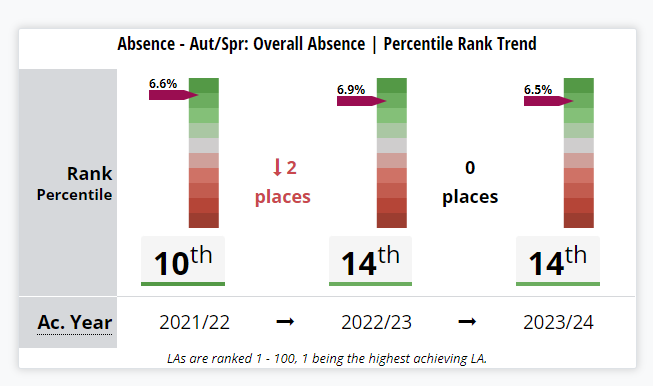 Absence - Aut/Spr: Overall Absence | Percentile Rank Trend
6.6%
6.9%
6.5%
Rank
Percentile
↓2
places
0
places
10th
14th
14th
Ac. Year
2021/22 → 2022/23 → 2023/24
LAs are ranked 1 - 100, 1 being the highest achieving LA.